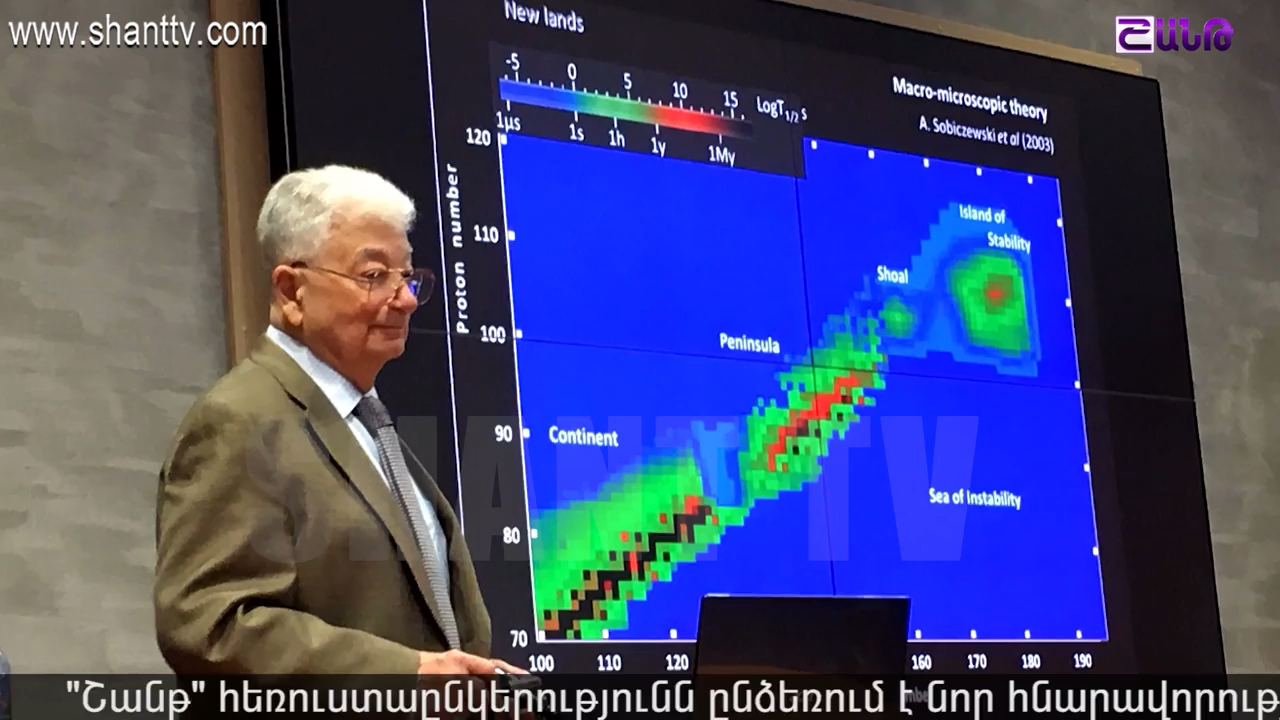 www.shanttv.com
ՇԱՆԹ
New lands
-5 0 5 10 15 LogT1/2 s
1µs 1s 1h 1y 1My
Macro-microscopic theory
A. Sobiczewski et al (2003)
120
110
100
90
80
70
Proton number
Island of
Stability
Shoal
Peninsula
Continent
Sea of Instability
SHANT TV
100 110 120 160 170 180 190
"Շանթ" հեռուստաընկերությունն ընձեռում է նոր հնարավորութ